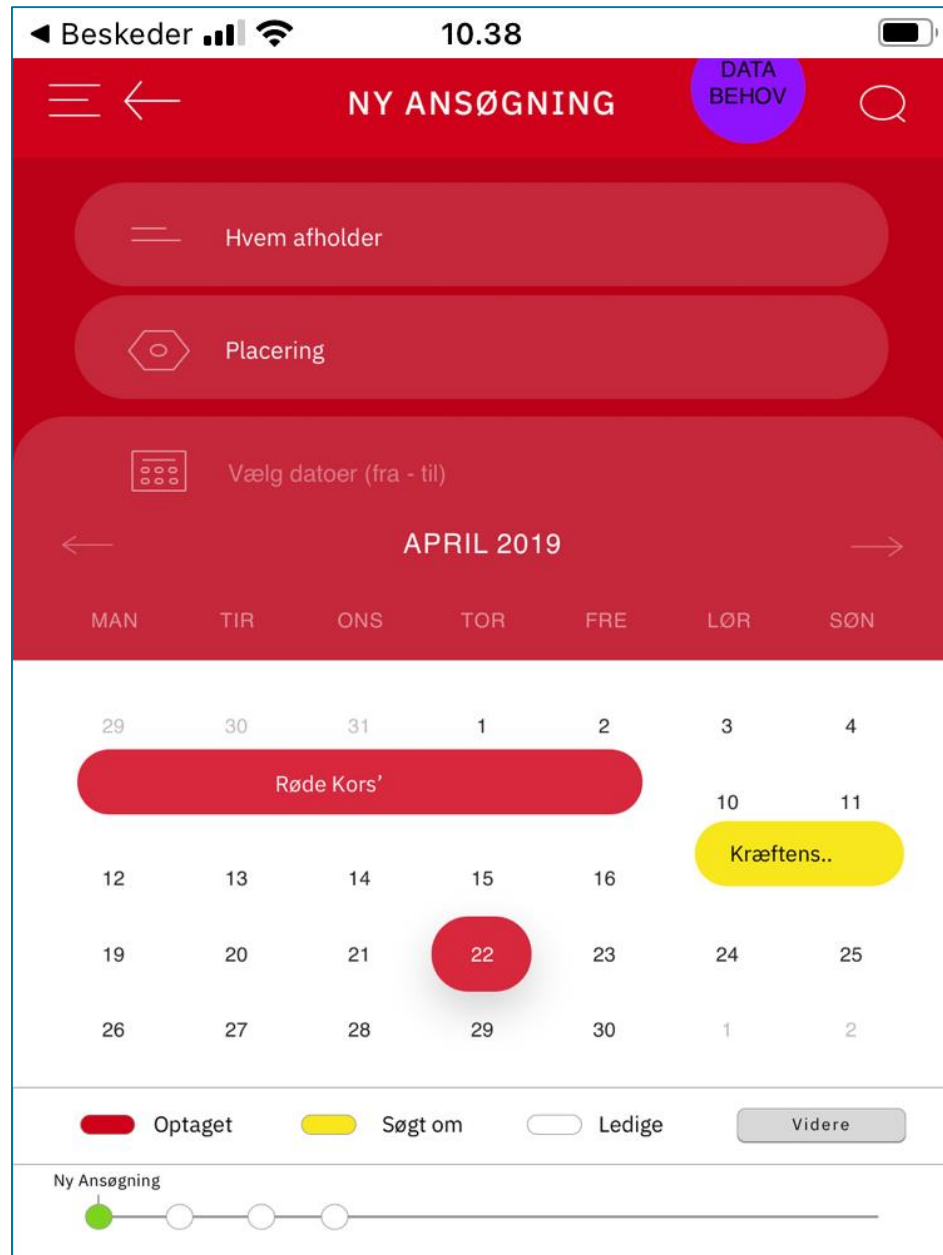 ◀ Beskeder 10.38
NY ANSØGNING
DATA
BEHOV
Hvem afholder
Placering
Vælg datoer (fra - til)
APRIL 2019
MAN TIR ONS TOR FRE LØR SØN
29 30 31 1 2 3 4
Røde Kors’
10 11
Kræftens..
12 13 14 15 16
19 20 21 22 23 24 25
26 27 28 29 30 1 2
Optaget Søgt om Ledige Videre
Ny Ansøgning